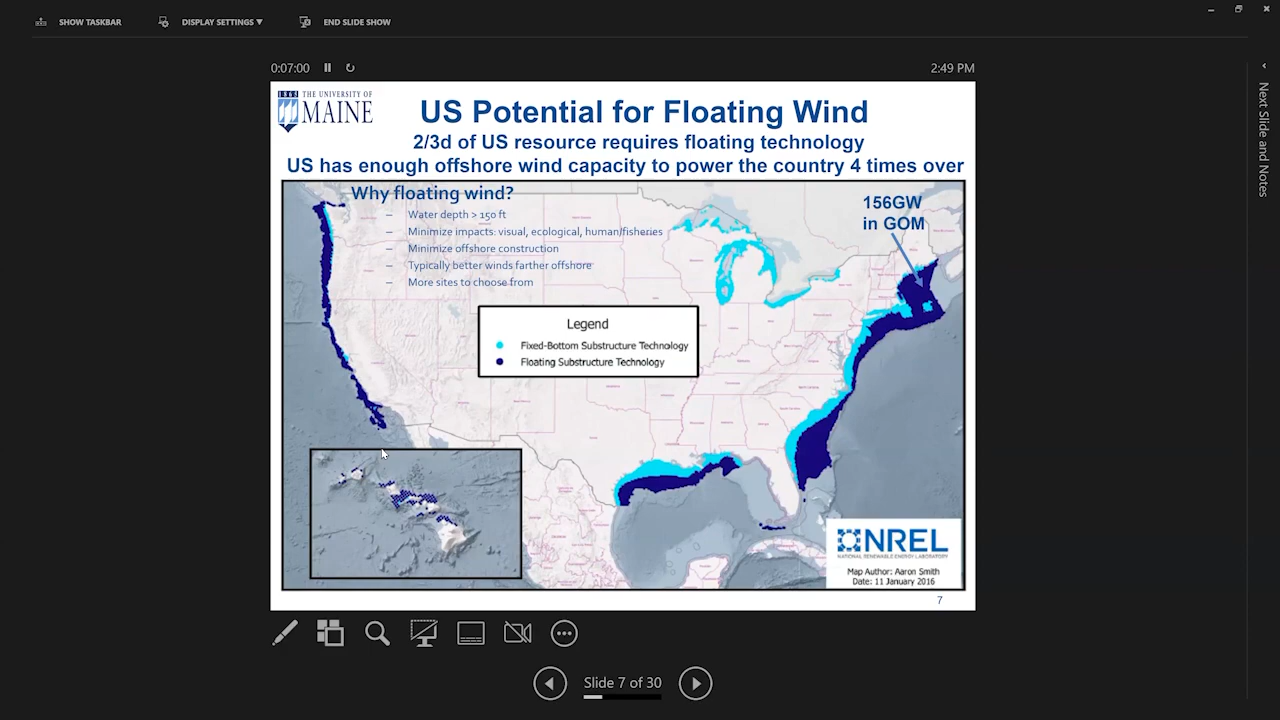 SHOW TASKBAR
DISPLAY SETTINGS ▼
END SLIDE SHOW
0:07:00
2:49 PM
1865
THE UNIVERSITY OF
MAINE
US Potential for Floating Wind
2/3d of US resource requires floating technology
US has enough offshore wind capacity to power the country 4 times over
Why floating wind?
– Water depth > 150 ft
– Minimize impacts: visual, ecological, human/fisheries
– Minimize offshore construction
– Typically better winds farther offshore
– More sites to choose from
156GW
in GOM
Legend
Fixed-Bottom Substructure Technology
Floating Substructure Technology
NREL
NATIONAL RENEWABLE ENERGY LABORATORY
Map Author: Aaron Smith
Date: 11 January 2016
7
Slide 7 of 30
Next Slide and Notes